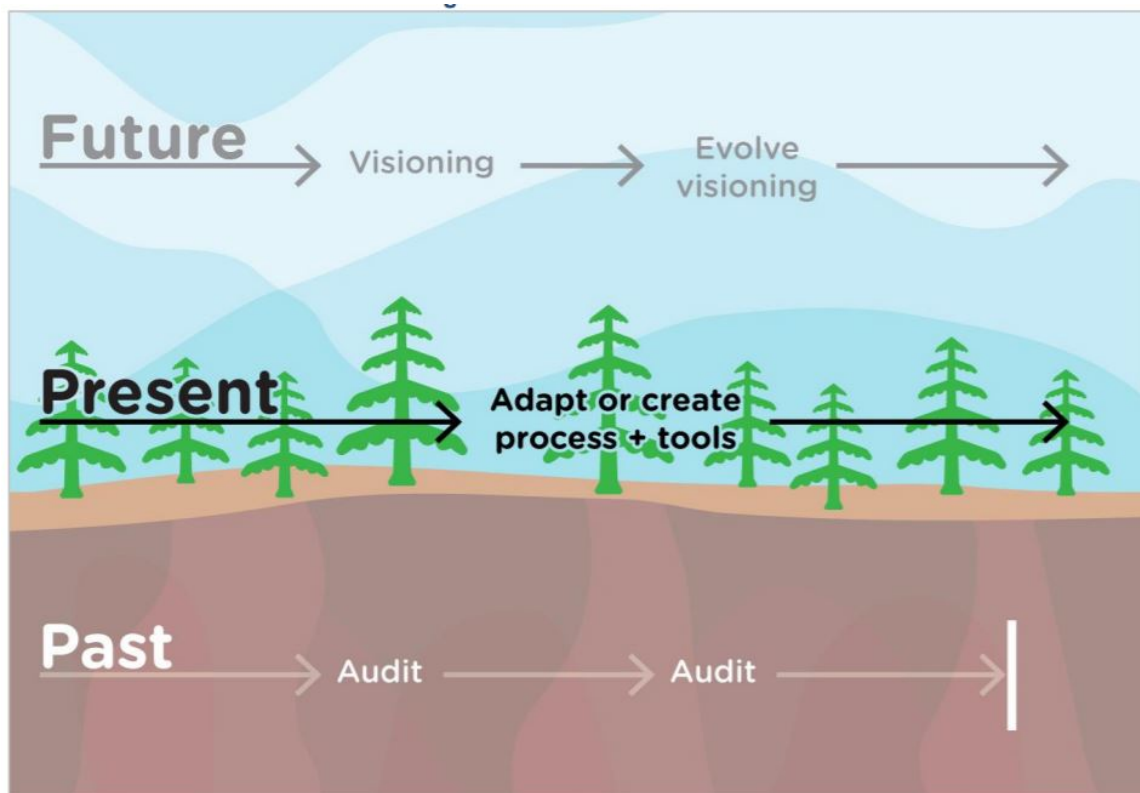 Future
Visioning
Evolve
visioning
Present
Adapt or create
process + tools
Past
Audit
Audit